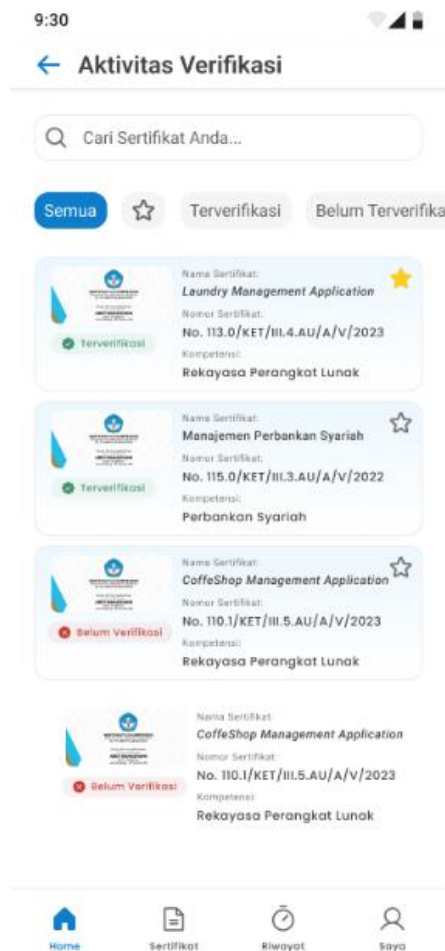 9:30
Aktivitas Verifikasi
Cari Sertifikat Anda...
Semua
Terverifikasi
Belum Terverifika
Nama Sertifikat:
Laundry Management Application
Nomor Sertifikat:
No. 113.0/KET/III.4.AU/A/V/2023
Kompetensi:
Rekayasa Perangkat Lunak
Terverifikasi
Nama Sertifikat:
Manajemen Perbankan Syariah
Nomor Sertifikat:
No. 115.0/KET/III.3.AU/A/V/2022
Kompetensi:
Perbankan Syariah
Terverifikasi
Nama Sertifikat:
CoffeShop Management Application
Nomor Sertifikat:
No. 110.1/KET/III.5.AU/A/V/2023
Kompetensi:
Rekayasa Perangkat Lunak
Belum Verifikasi
Nama Sertifikat:
CoffeShop Management Application
Nomor Sertifikat:
No. 110.1/KET/III.5.AU/A/V/2023
Kompetensi:
Rekayasa Perangkat Lunak
Belum Verifikasi
Home
Sertifikat
Riwayat
Saya